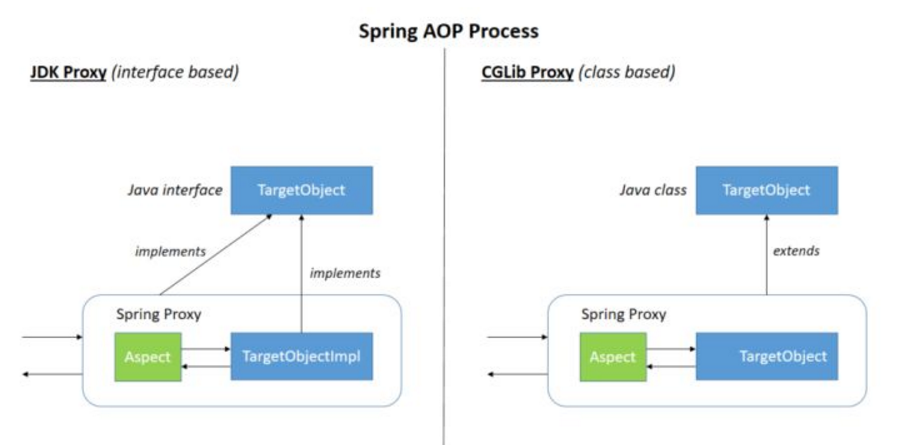 Spring AOP Process
JDK Proxy (interface based)
Java interface
TargetObject
implements
implements
Spring Proxy
Aspect
TargetObjectImpl
CGLib Proxy (class based)
Java class
TargetObject
extends
Spring Proxy
Aspect
TargetObject